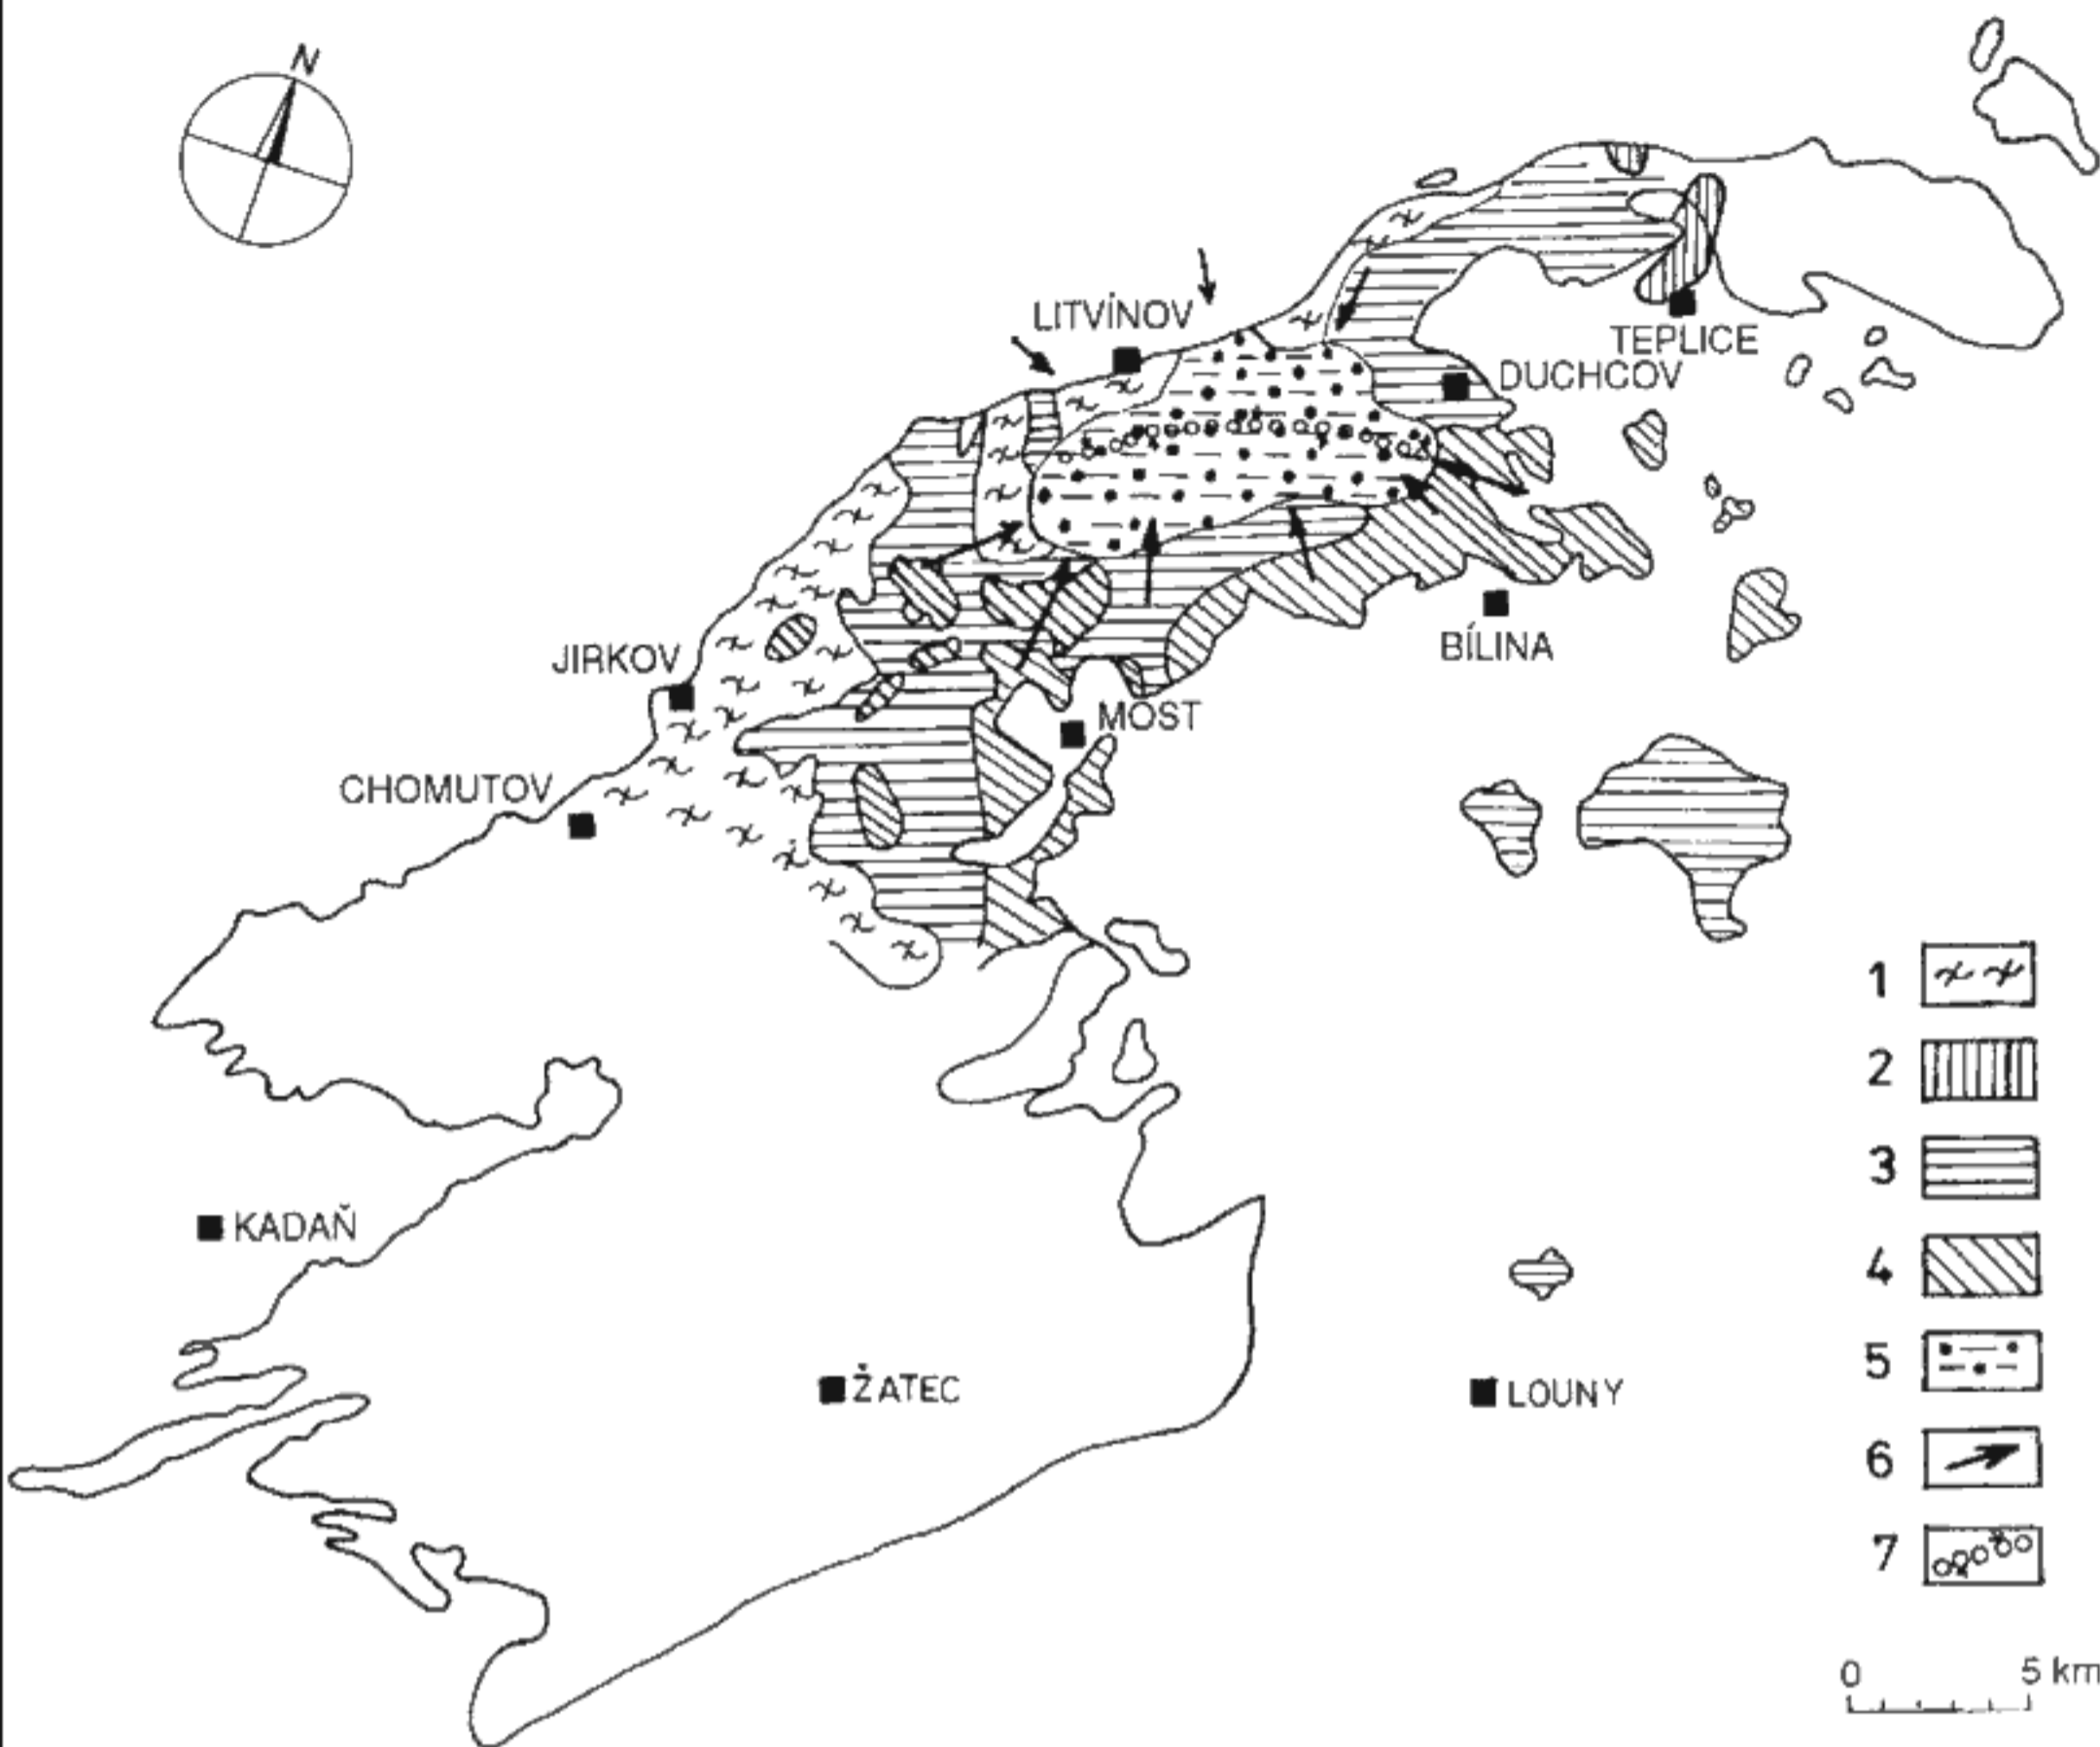 N
LITVÍNOV
TEPLICE
DUCHCOV
BÍLINA
JIRKOV
MOST
CHOMUTOV
1
2
3
4
5
6
7
KADAŇ
ŽATEC
LOUNY
0 5 km